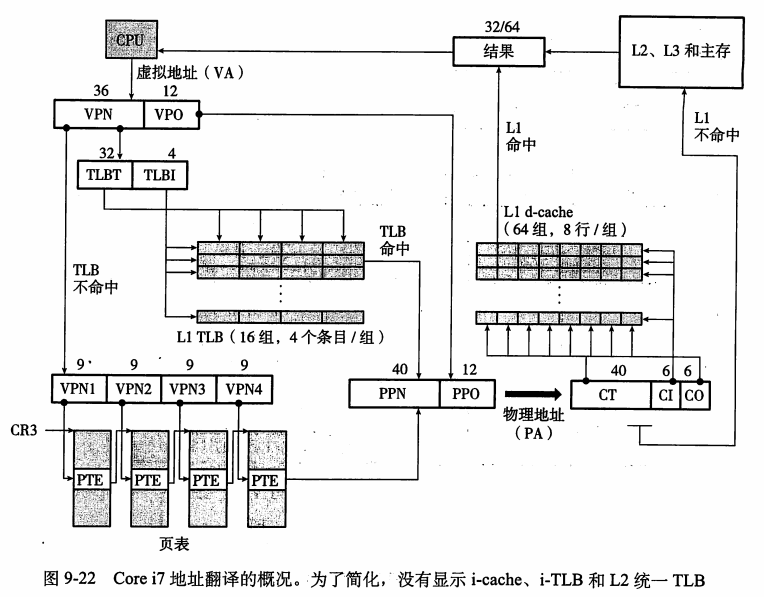 32/64
CPU
结果
L2、L3 和主存
虚拟地址（VA）
36
12
VPN
VPO
L1
命中
L1
不命中
32
4
TLBT
TLBI
TLB
命中
L1 d-cache
（64 组，8 行/组）
TLB
不命中
L1 TLB（16 组，4 个条目/组）
9
9
9
9
VPN1
VPN2
VPN3
VPN4
40
12
PPN
PPO
物理地址
（PA）
40
6
6
CT
CI
CO
CR3
PTE
PTE
PTE
PTE
页表
图 9-22 Core i7 地址翻译的概况。为了简化，没有显示 i-cache、i-TLB 和 L2 统一 TLB